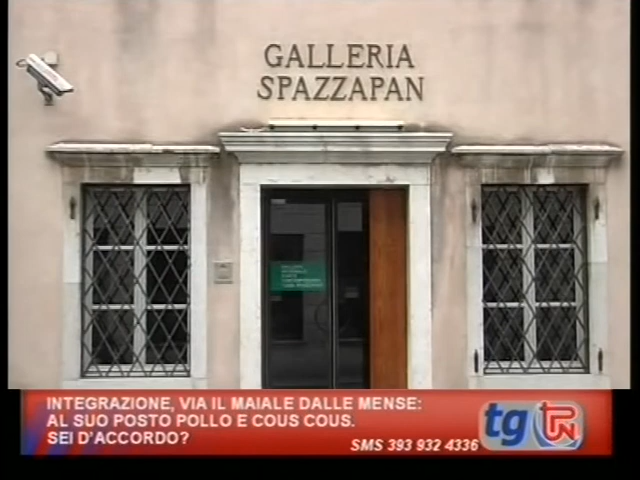 GALLERIA
SPAZZAPAN
INTEGRAZIONE, VIA IL MAIALE DALLE MENSE:
AL SUO POSTO POLLO E COUS COUS.
SEI D'ACCORDO?
SMS 393 932 4336
tg TPN